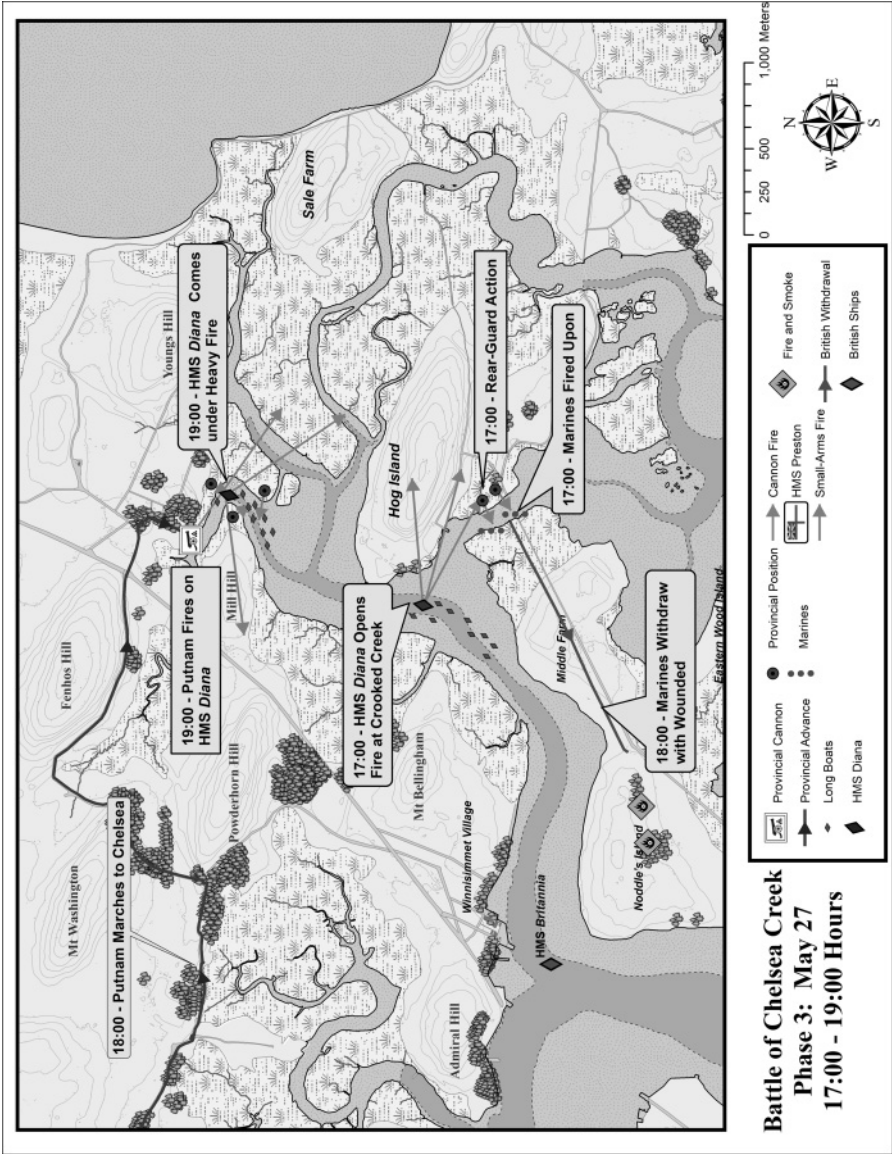 Mt Washington
Fenhos Hill
Youngs Hill
18:00 - Putnam Marches to Chelsea
19:00 - Putnam Fires on
HMS Diana
19:00 - HMS Diana Comes
under Heavy Fire
Sale Farm
Powderhorn Hill
Mill Hill
17:00 - HMS Diana Opens
Fire at Crooked Creek
Hog Island
17:00 - Rear-Guard Action
17:00 - Marines Fired Upon
Mt Bellingham
Winnisimmet Village
Admiral Hill
HMS Britannia
Middle Farm
18:00 - Marines Withdraw
with Wounded
Noddle's Island
Eastern Wood Island
Battle of Chelsea Creek
Phase 3: May 27
17:00 - 19:00 Hours
Provincial Cannon
Provincial Advance
Long Boats
HMS Diana
Provincial Position
Marines
Cannon Fire
HMS Preston
Small-Arms Fire
Fire and Smoke
British Withdrawal
British Ships
0 250 500 1,000 Meters
N
W E
S